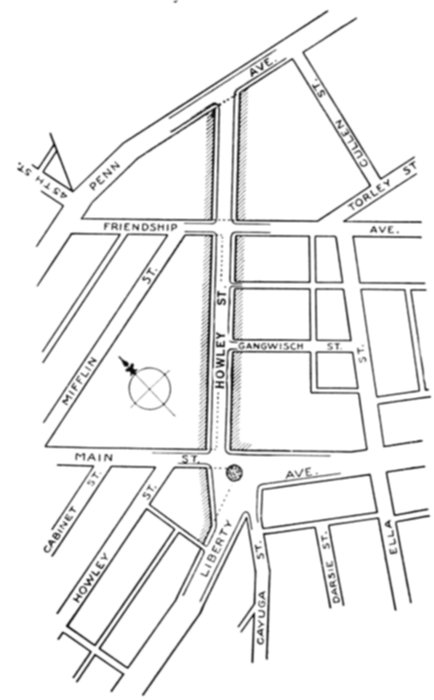 AVE.
ST.
CULLEN
45TH ST.
PENN
TORLEY ST
FRIENDSHIP
AVE.
ST.
MIFFLIN
HOWLEY ST.
GANGWISCH ST.
ST.
MAIN
ST.
AVE.
CABINET ST.
ST.
HOWLEY
LIBERTY
ST.
CAYUGA
DARSIE ST.
ELLA